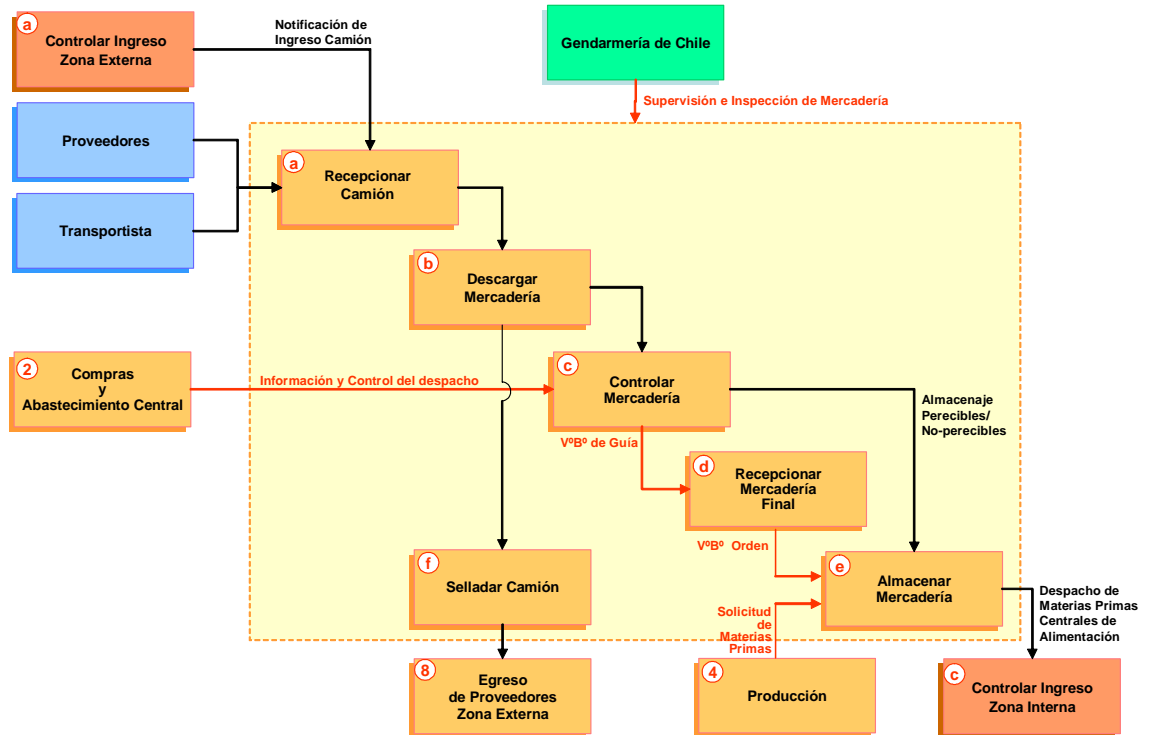 a
Controlar Ingreso
Zona Externa
Notificación de
Ingreso Camión
Gendarmería de Chile
Supervisión e Inspección de Mercadería
Proveedores
Transportista
a
Recepcionar
Camión
b
Descargar
Mercadería
2
Compras
y
Abastecimiento Central
Información y Control del despacho
c
Controlar
Mercadería
Almacenaje
Perecibles/
No-perecibles
VºBº de Guía
d
Recepcionar
Mercadería
Final
VºBº Orden
f
Selladar Camión
e
Almacenar
Mercadería
Despacho de
Materias Primas
Centrales de
Alimentación
Solicitud
de
Materias
Primas
8
Egreso
de Proveedores
Zona Externa
4
Producción
c
Controlar Ingreso
Zona Interna